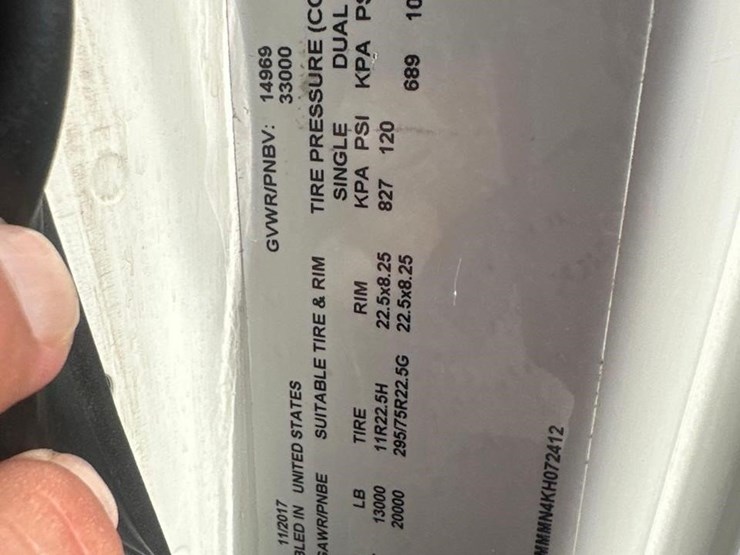 11/2017 GVWR/PNBV: 14969
BLED IN UNITED STATES 33000
GAWR/PNBE SUITABLE TIRE & RIM TIRE PRESSURE (CO
SINGLE DUAL
LB TIRE RIM KPA PSI KPA PS
13000 11R22.5H 22.5x8.25 827 120
20000 295/75R22.5G 22.5x8.25 689 10
MMMN4KH072412